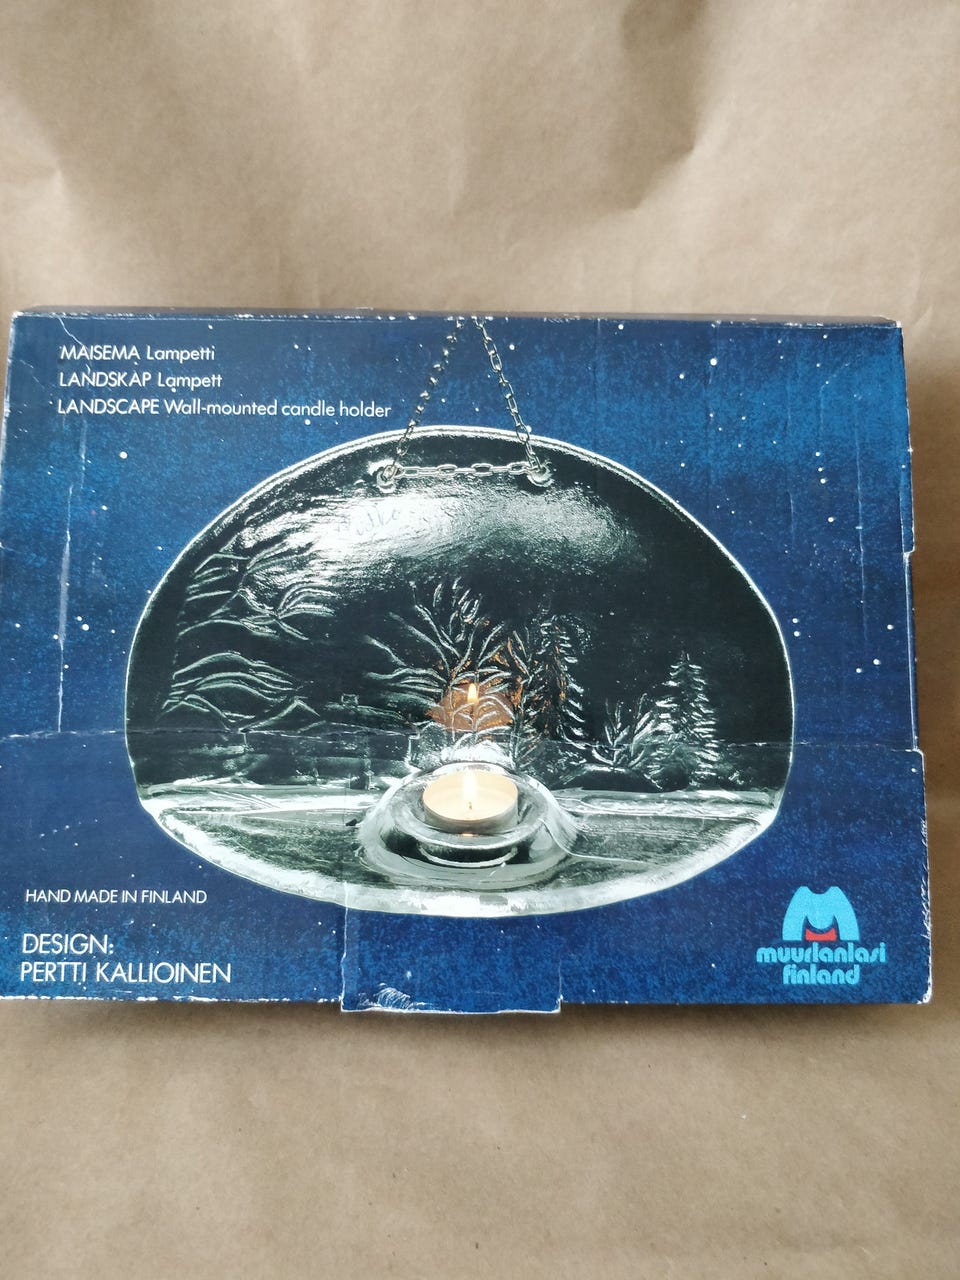 MAISEMA Lampetti
LANDSKAP Lampett
LANDSCAPE Wall-mounted candle holder
HAND MADE IN FINLAND
DESIGN:
PERTTI KALLIOINEN
muurlanlasi
finland